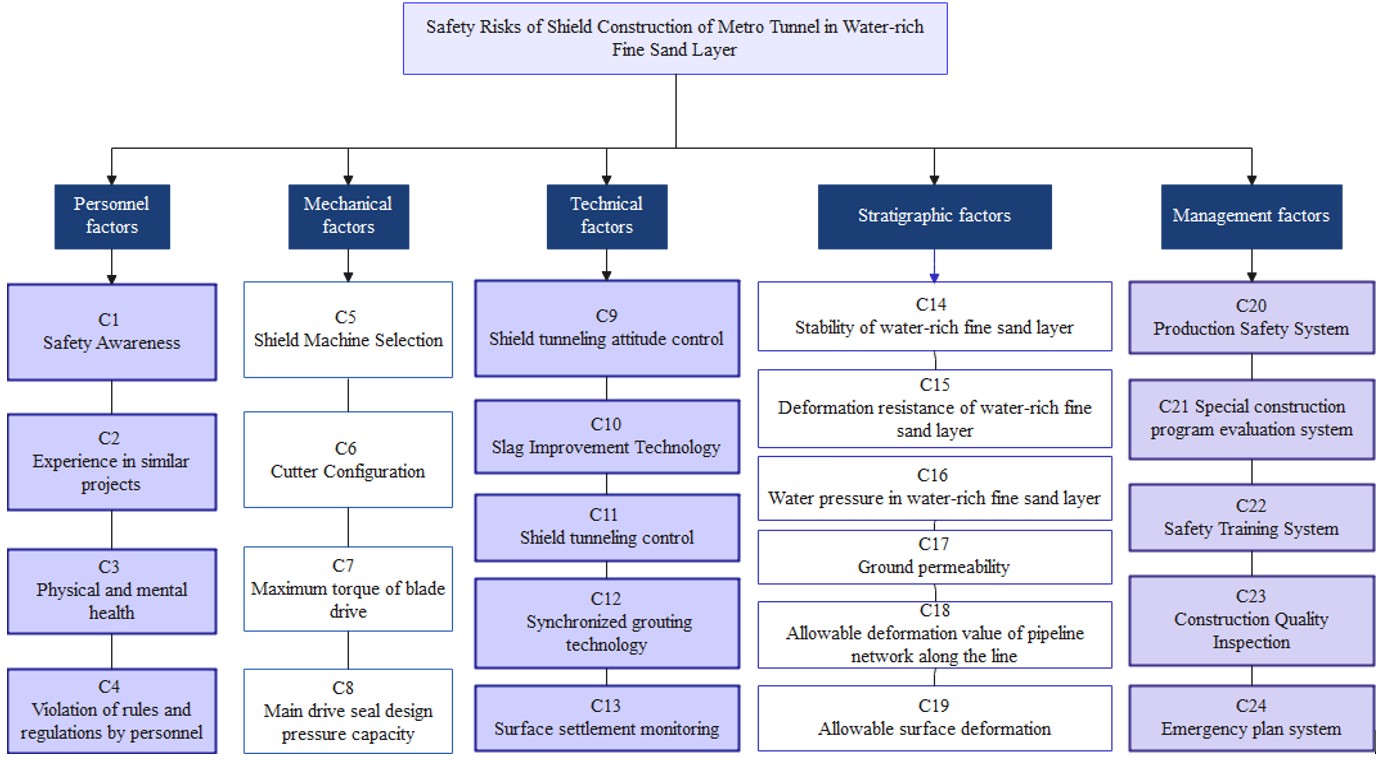 Safety Risks of Shield Construction of Metro Tunnel in Water-rich
Fine Sand Layer
Personnel
factors
Mechanical
factors
Technical
factors
Stratigraphic factors
Management factors
C1
Safety Awareness
C2
Experience in similar
projects
C3
Physical and mental
health
C4
Violation of rules and
regulations by personnel
C5
Shield Machine Selection
C6
Cutter Configuration
C7
Maximum torque of blade
drive
C8
Main drive seal design
pressure capacity
C9
Shield tunneling attitude control
C10
Slag Improvement Technology
C11
Shield tunneling control
C12
Synchronized grouting
technology
C13
Surface settlement monitoring
C14
Stability of water-rich fine sand layer
C15
Deformation resistance of water-rich fine
sand layer
C16
Water pressure in water-rich fine sand layer
C17
Ground permeability
C18
Allowable deformation value of pipeline
network along the line
C19
Allowable surface deformation
C20
Production Safety System
C21 Special construction
program evaluation system
C22
Safety Training System
C23
Construction Quality
Inspection
C24
Emergency plan system